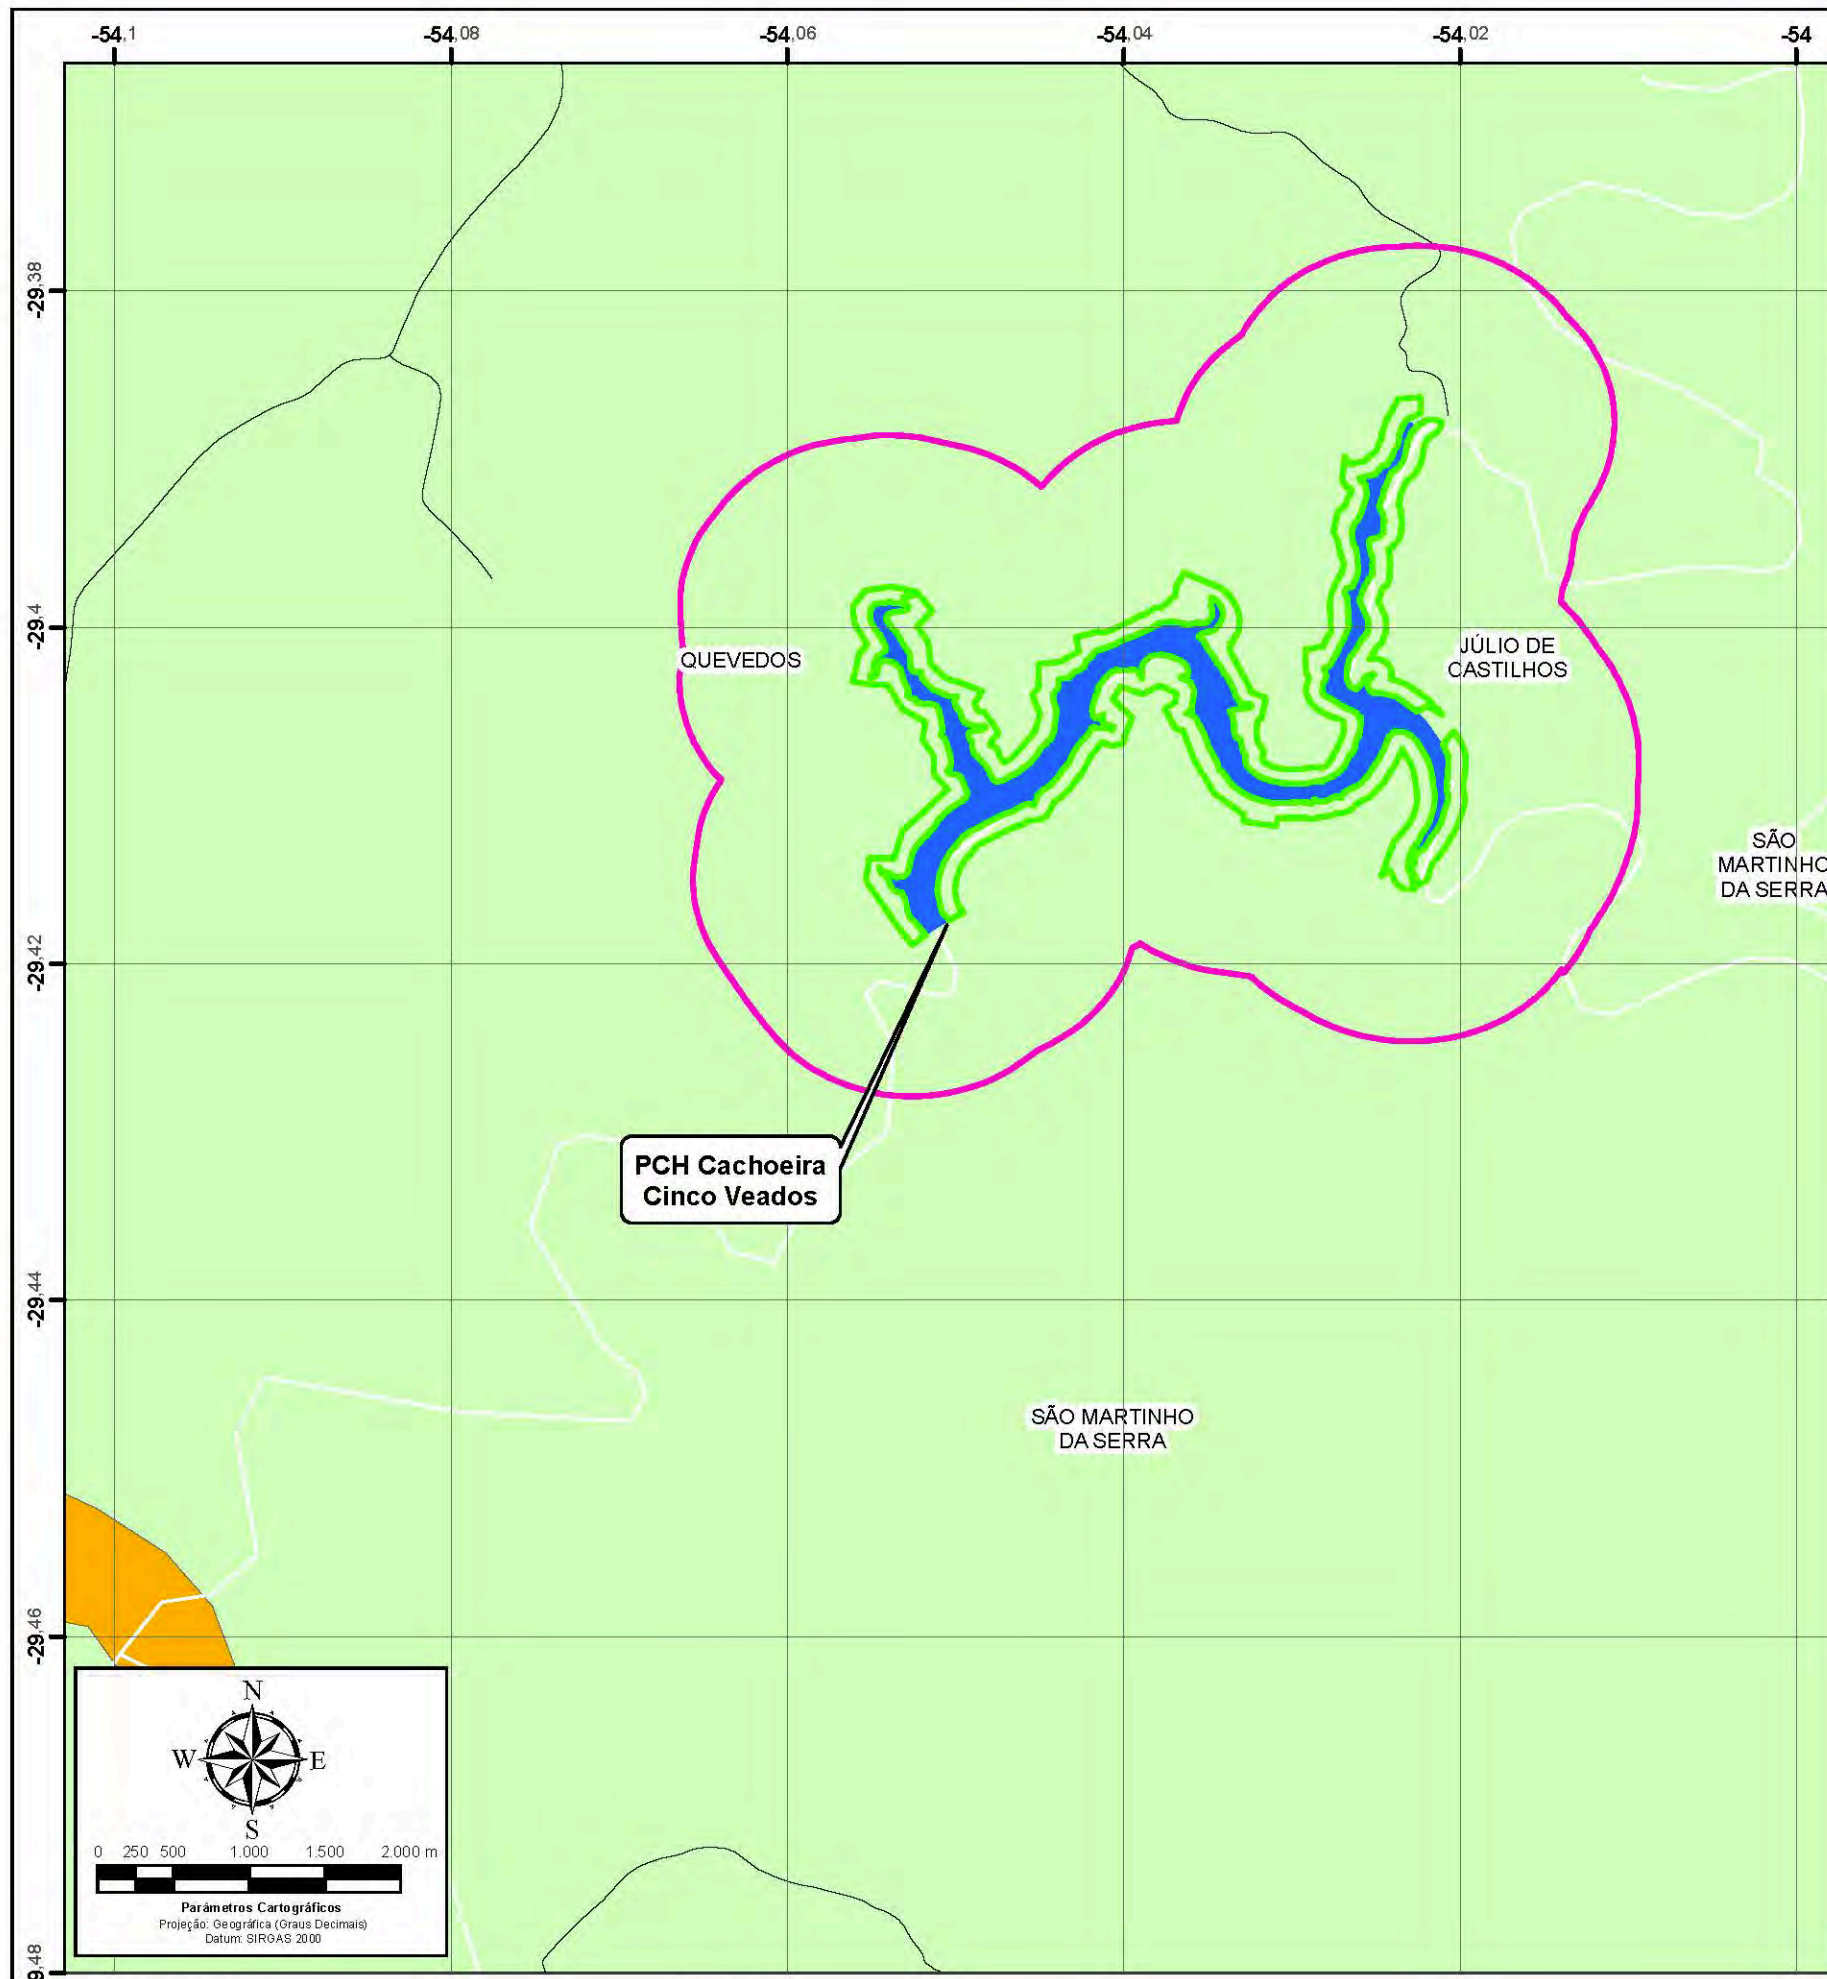 -54,1
-54,08
-54,06
-54,04
-54,02
-54
-29,38
-29,4
-29,42
-29,44
-29,46
9,48
QUEVEDOS
JÚLIO DE
CASTILHOS
SÃO
MARTINHO
DA SERRA
PCH Cachoeira
Cinco Veados
SÃO MARTINHO
DA SERRA
N
W E
S
0 250 500 1.000 1.500 2.000 m
Parâmetros Cartográficos
Projeção: Geográfica (Graus Decimais)
Datum: SIRGAS 2000